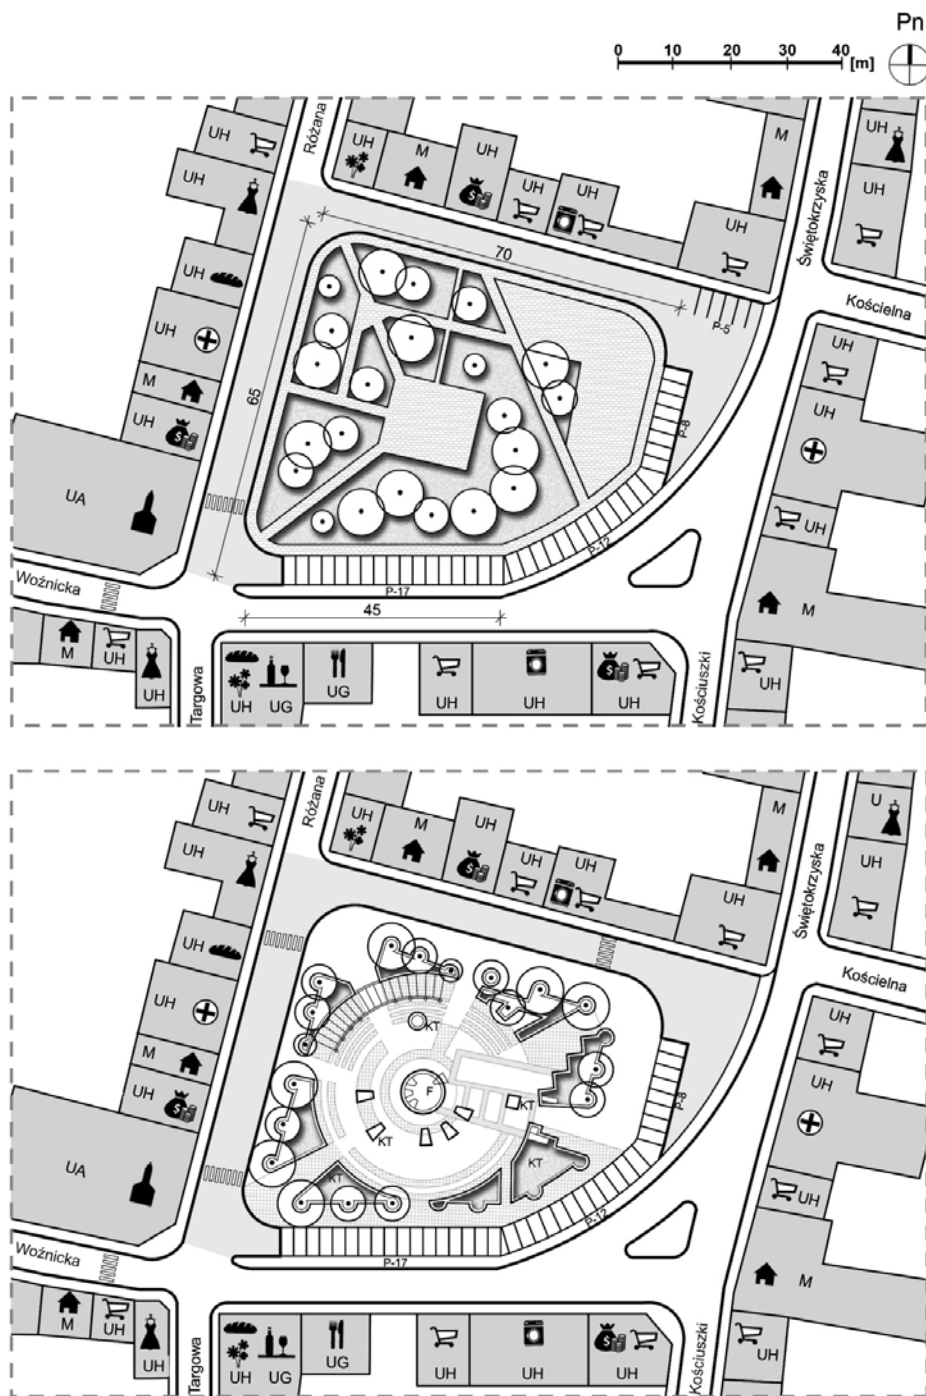 Pn
0 10 20 30 40 [m]
Różana
Świętokrzyska
UH
UH
M
UH
UH
UH
M
UH
UH
UH
UH
70
P-5
Kościelna
UH
UH
M
UH
65
UA
P-8
UH
UH
UH
M
UH
P-12
P-17
45
Woźnicka
Targowa
Kościuszki
M
UH
UH
UH UG
UG
UH
UH
UH
Różana
Świętokrzyska
UH
UH
M
UH
UH
UH
M
U
UH
UH
UH
Kościelna
UH
UH
M
UH
UA
KT
F
KT
KT
KT
KT
P-8
UH
UH
UH
M
UH
P-12
P-17
Woźnicka
Targowa
Kościuszki
M
UH
UH
UH UG
UG
UH
UH
UH